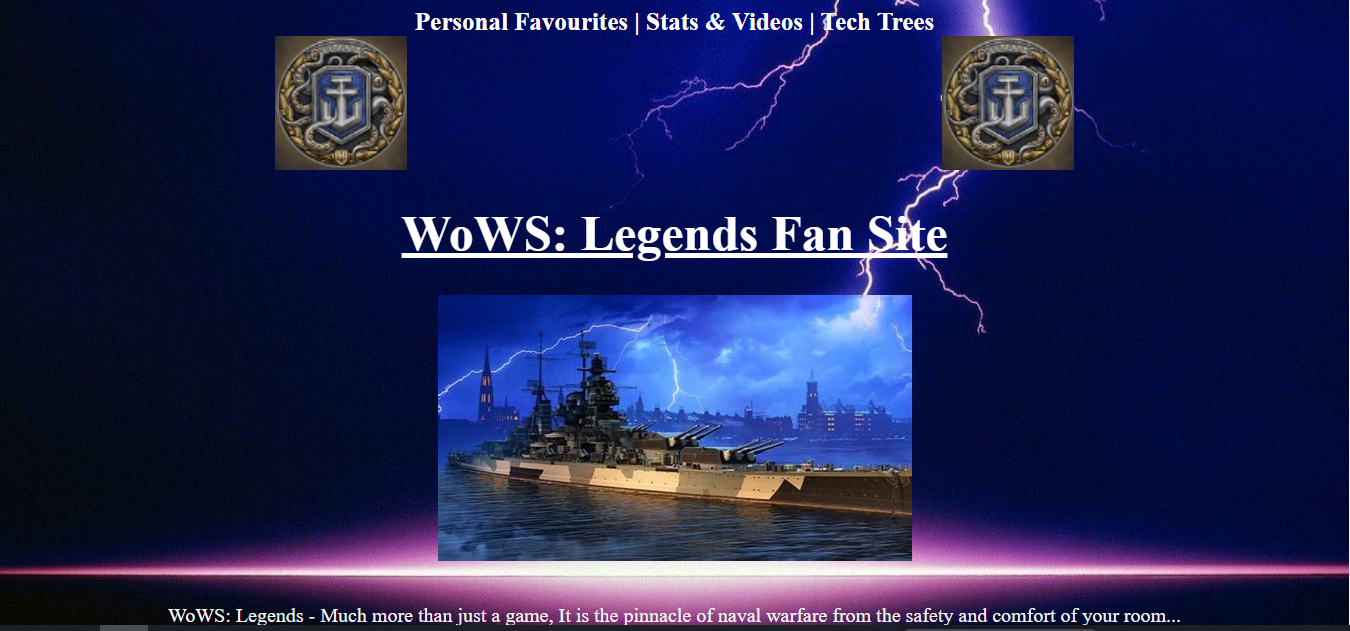 Personal Favourites | Stats & Videos | Tech Trees
WoWS: Legends Fan Site
WoWS: Legends - Much more than just a game, It is the pinnacle of naval warfare from the safety and comfort of your room...